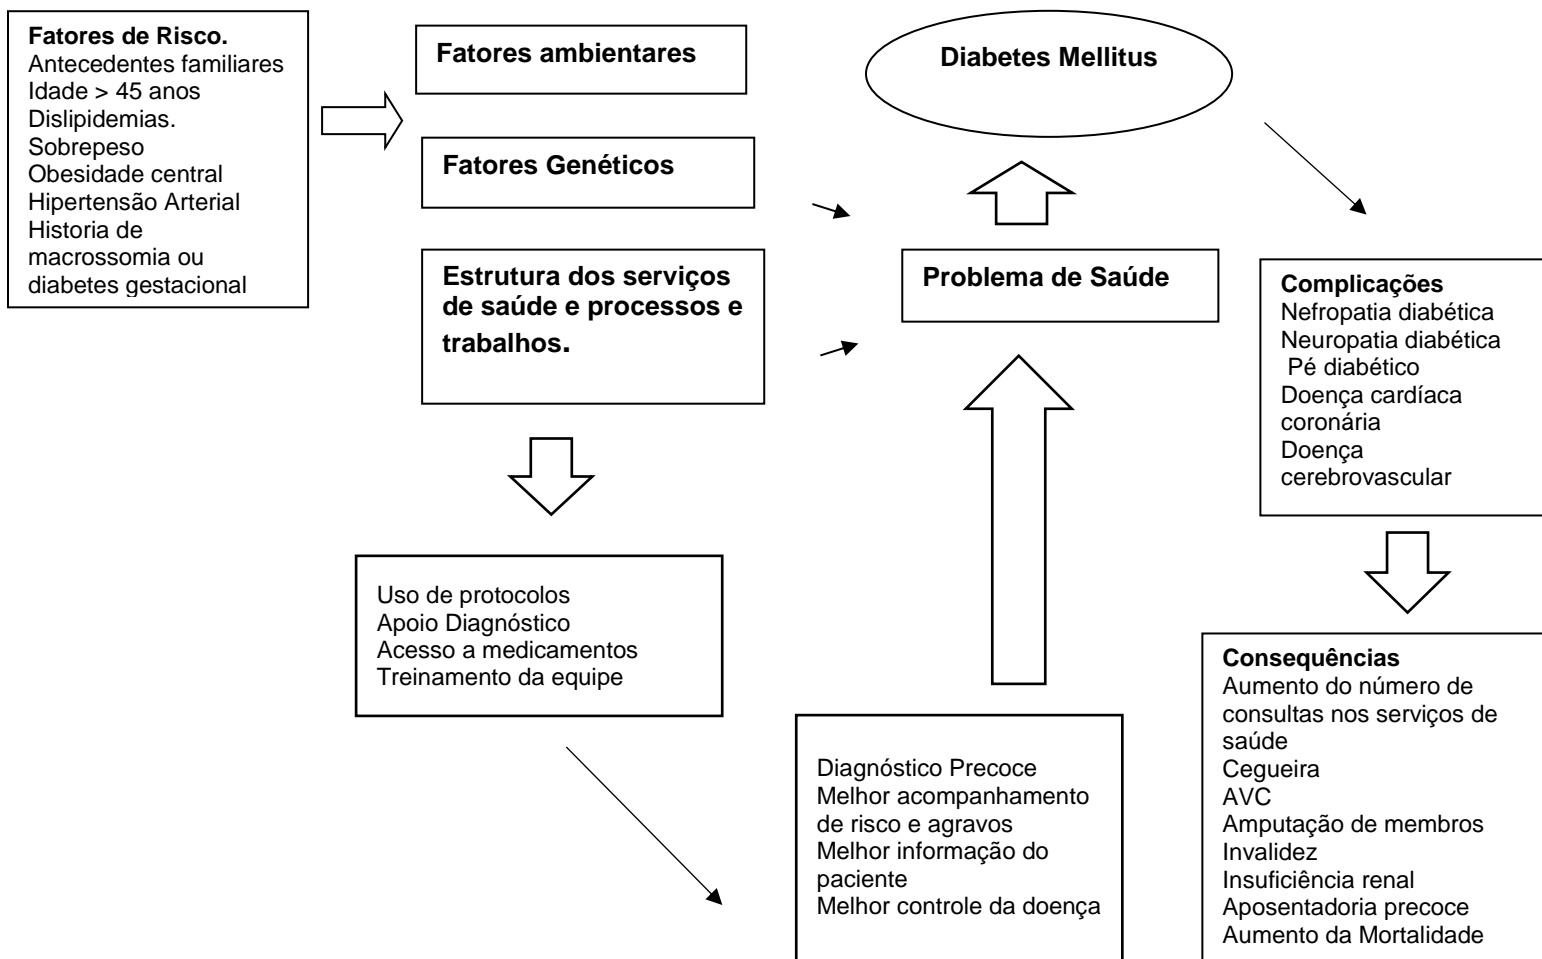 Fatores de Risco.
Antecedentes familiares
Idade > 45 anos
Dislipidemias.
Sobrepeso
Obesidade central
Hipertensão Arterial
Historia de
macrossomia ou
diabetes gestacional
Fatores ambientares
Fatores Genéticos
Estrutura dos serviços
de saúde e processos e
trabalhos.
Uso de protocolos
Apoio Diagnóstico
Acesso a medicamentos
Treinamento da equipe
Diabetes Mellitus
Problema de Saúde
Diagnóstico Precoce
Melhor acompanhamento
de risco e agravos
Melhor informação do
paciente
Melhor controle da doença
Complicações
Nefropatia diabética
Neuropatia diabética
Pé diabético
Doença cardíaca
coronária
Doença
cerebrovascular
Consequências
Aumento do número de
consultas nos serviços de
saúde
Cegueira
AVC
Amputação de membros
Invalidez
Insuficiência renal
Aposentadoria precoce
Aumento da Mortalidade